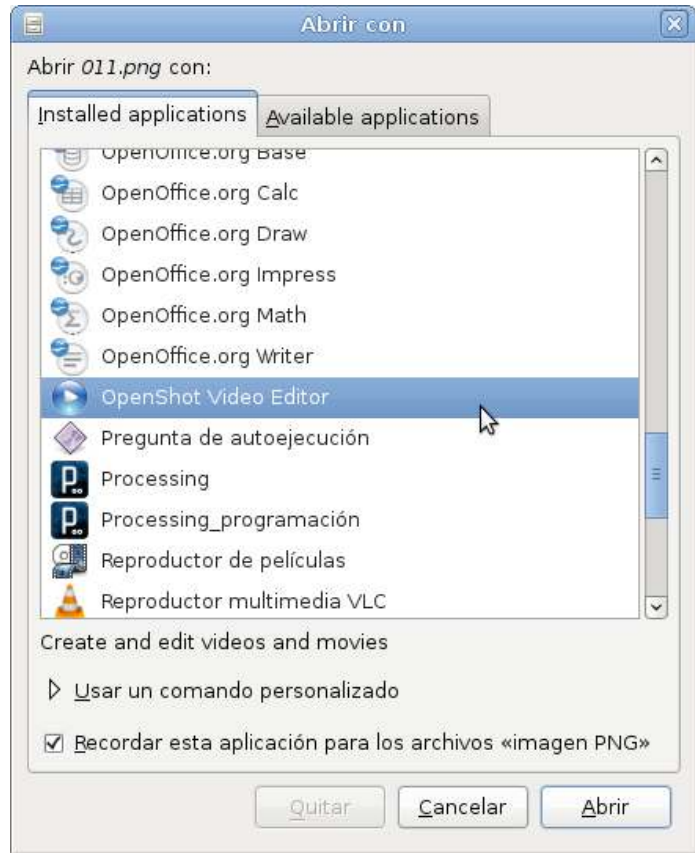 Abrir con
Abrir 011.png con:
Installed applications Available applications
OpenOffice.org Base
OpenOffice.org Calc
OpenOffice.org Draw
OpenOffice.org Impress
OpenOffice.org Math
OpenOffice.org Writer
OpenShot Video Editor
Pregunta de autoejecución
Processing
Processing_programación
Reproductor de películas
Reproductor multimedia VLC
Create and edit videos and movies
Usar un comando personalizado
Recordar esta aplicación para los archivos «imagen PNG»
Quitar Cancelar Abrir